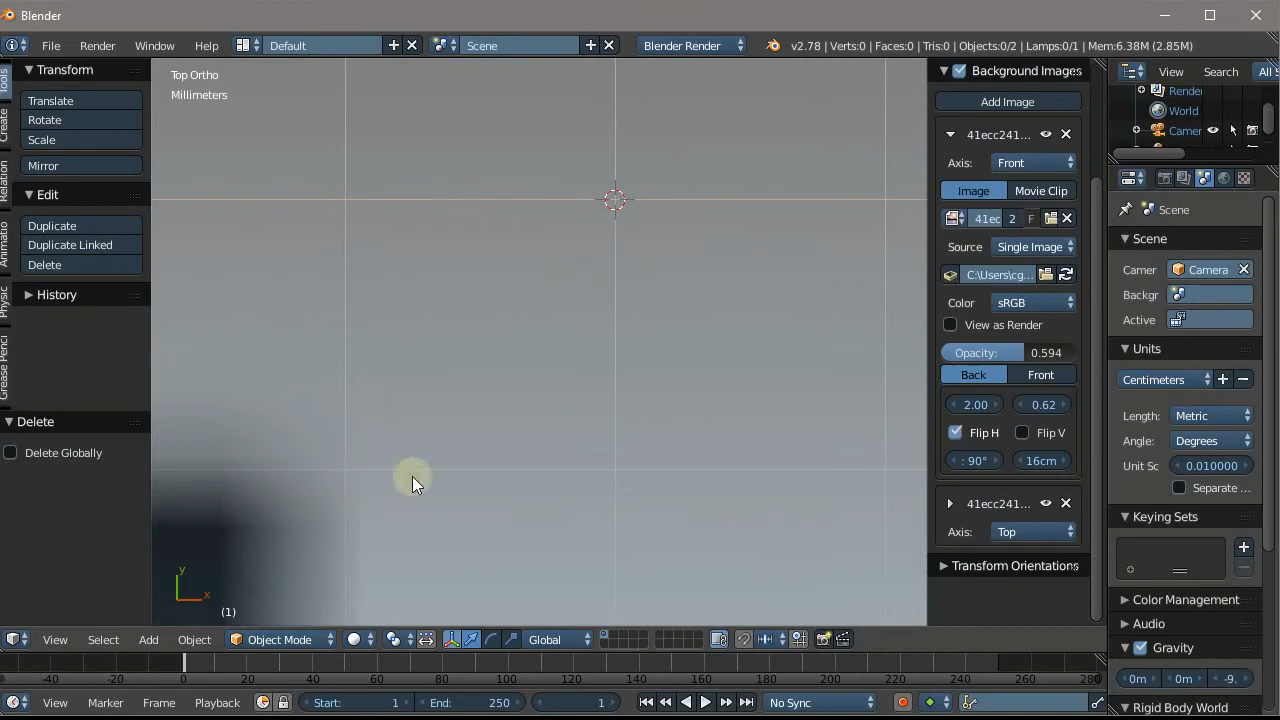 Blender
File Render Window Help Default Scene Blender Render v2.78 | Verts:0 | Faces:0 | Tris:0 | Objects:0/2 | Lamps:0/1 | Mem:6.38M (2.85M)
Tools
Create
Relation
Animatio
Physic
Grease Penci
Transform
Translate
Rotate
Scale
Mirror
Edit
Duplicate
Duplicate Linked
Delete
History
Delete
Delete Globally
Top Ortho
Millimeters
y
x
(1)
Background Images
Add Image
41ecc241...
Axis: Front
Image Movie Clip
41ec 2 F
Source Single Image
C:\Users\cg...
Color sRGB
View as Render
Opacity: 0.594
Back Front
2.00 0.62
Flip H Flip V
: 90° 16cm
41ecc241...
Axis: Top
Transform Orientations
View Search All S
Render
World
Camer
Scene
Scene
Camer Camera
Backgr
Active
Units
Centimeters
Length: Metric
Angle: Degrees
Unit Sc 0.010000
Separate ...
Keying Sets
Color Management
Audio
Gravity
0m 0m -9.
Rigid Body World
View Select Add Object Object Mode Global
-40 -20 0 20 40 60 80 100 120 140 160 180 200 220 240 260 280
View Marker Frame Playback Start: 1 End: 250 1 No Sync